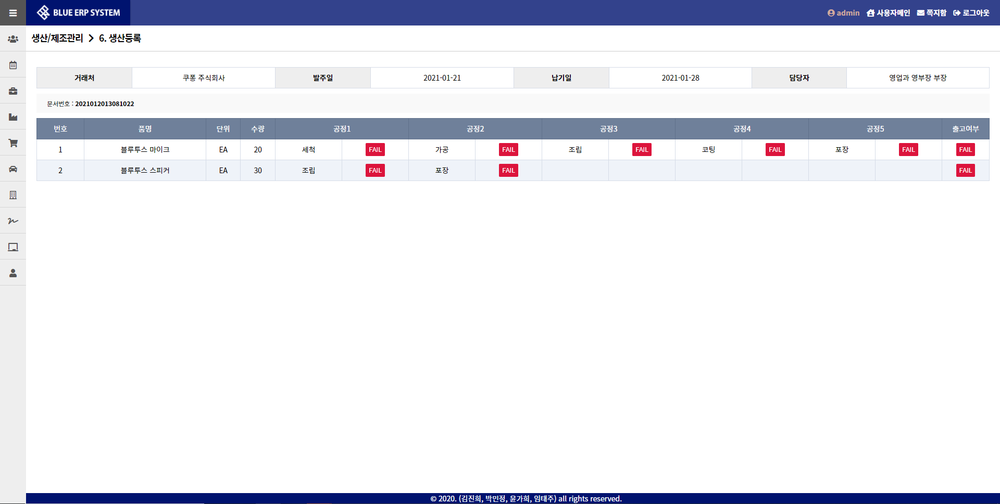 BLUE ERP SYSTEM
admin 사용자메인 쪽지함 로그아웃
생산/제조관리 6. 생산등록
거래처 쿠퐁 주식회사 발주일 2021-01-21 납기일 2021-01-28 담당자 영업과 영부장 부장
문서번호 : 2021012013081022
번호 품명 단위 수량 공정1 공정2 공정3 공정4 공정5 출고여부
1 블루투스 마이크 EA 20 세척 FAIL 가공 FAIL 조립 FAIL 코팅 FAIL 포장 FAIL FAIL
2 블루투스 스피커 EA 30 조립 FAIL 포장 FAIL FAIL
© 2020. (김진희, 박민정, 윤가희, 임태주) all rights reserved.